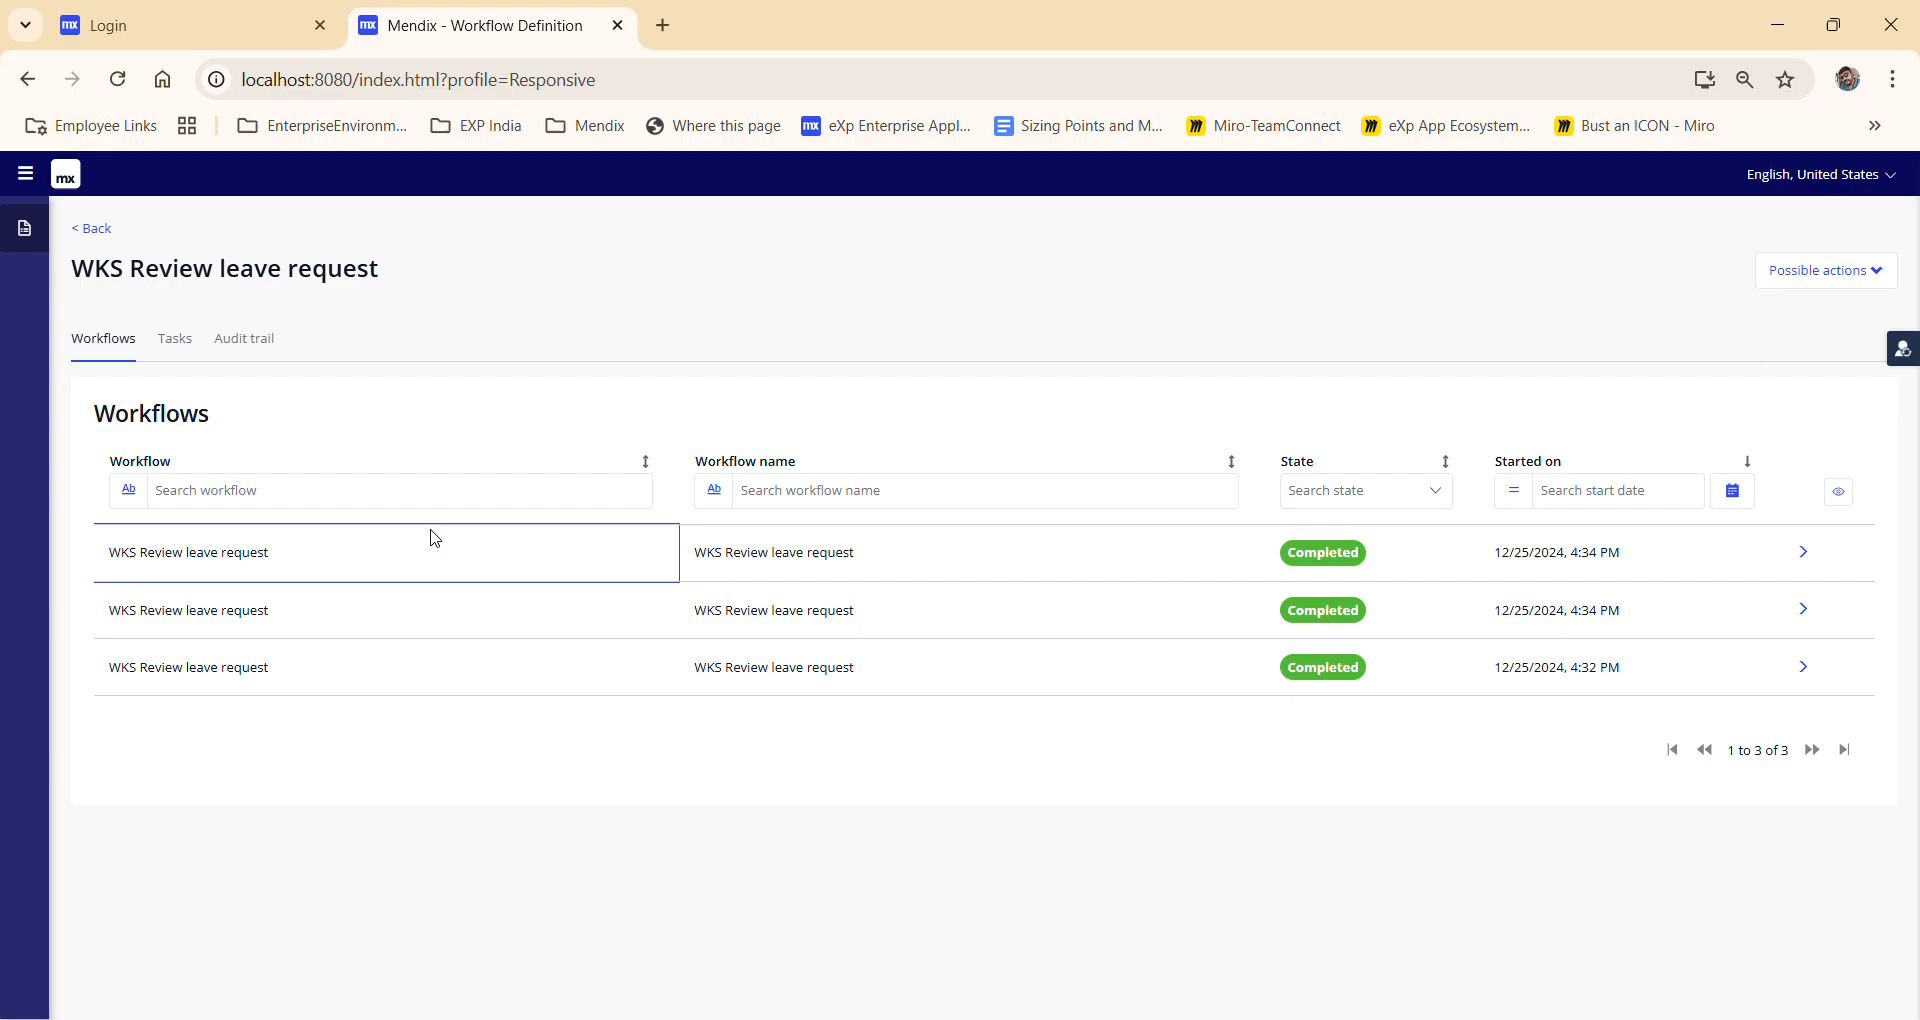 mx Login
mx Mendix - Workflow Definition
localhost:8080/index.html?profile=Responsive
Employee Links EnterpriseEnvironm... EXP India Mendix Where this page mx eXp Enterprise Appl... Sizing Points and M... Miro-TeamConnect eXp App Ecosystem... Bust an ICON - Miro
mx English, United States
< Back
WKS Review leave request Possible actions
Workflows Tasks Audit trail
Workflows
Workflow Workflow name State Started on
Ab Search workflow Ab Search workflow name Search state = Search start date
WKS Review leave request WKS Review leave request Completed 12/25/2024, 4:34 PM
WKS Review leave request WKS Review leave request Completed 12/25/2024, 4:34 PM
WKS Review leave request WKS Review leave request Completed 12/25/2024, 4:32 PM
1 to 3 of 3